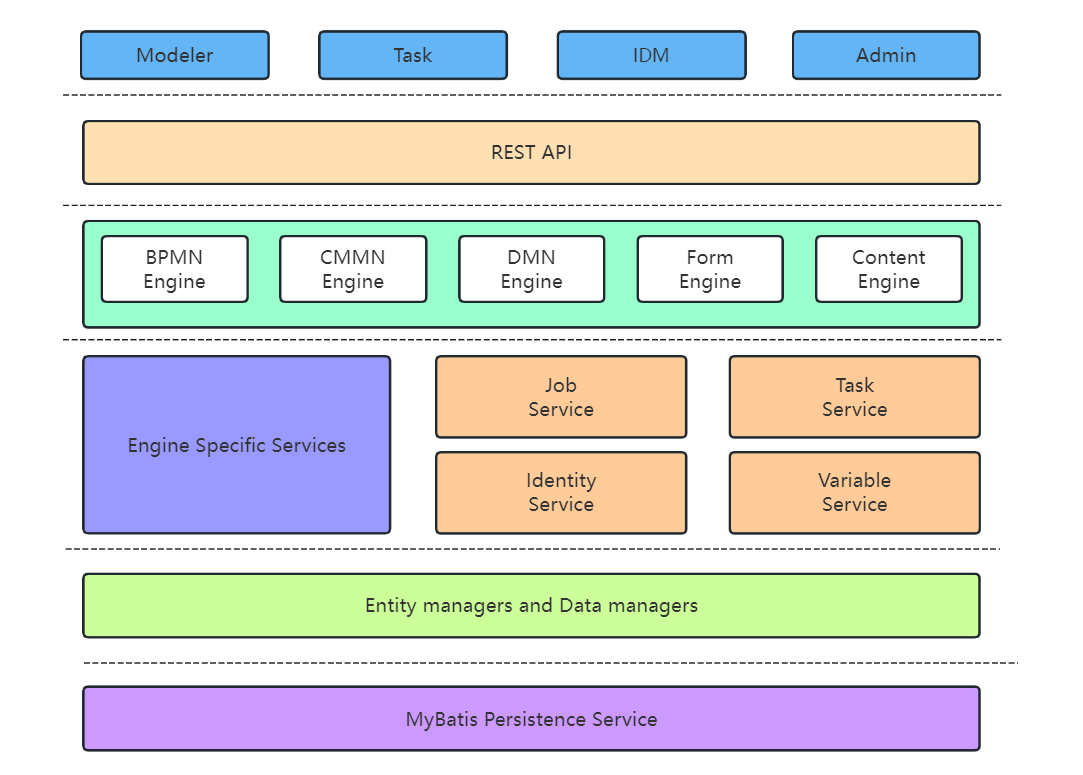 Modeler
Task
IDM
Admin
REST API
BPMN
Engine
CMMN
Engine
DMN
Engine
Form
Engine
Content
Engine
Engine Specific Services
Job
Service
Task
Service
Identity
Service
Variable
Service
Entity managers and Data managers
MyBatis Persistence Service